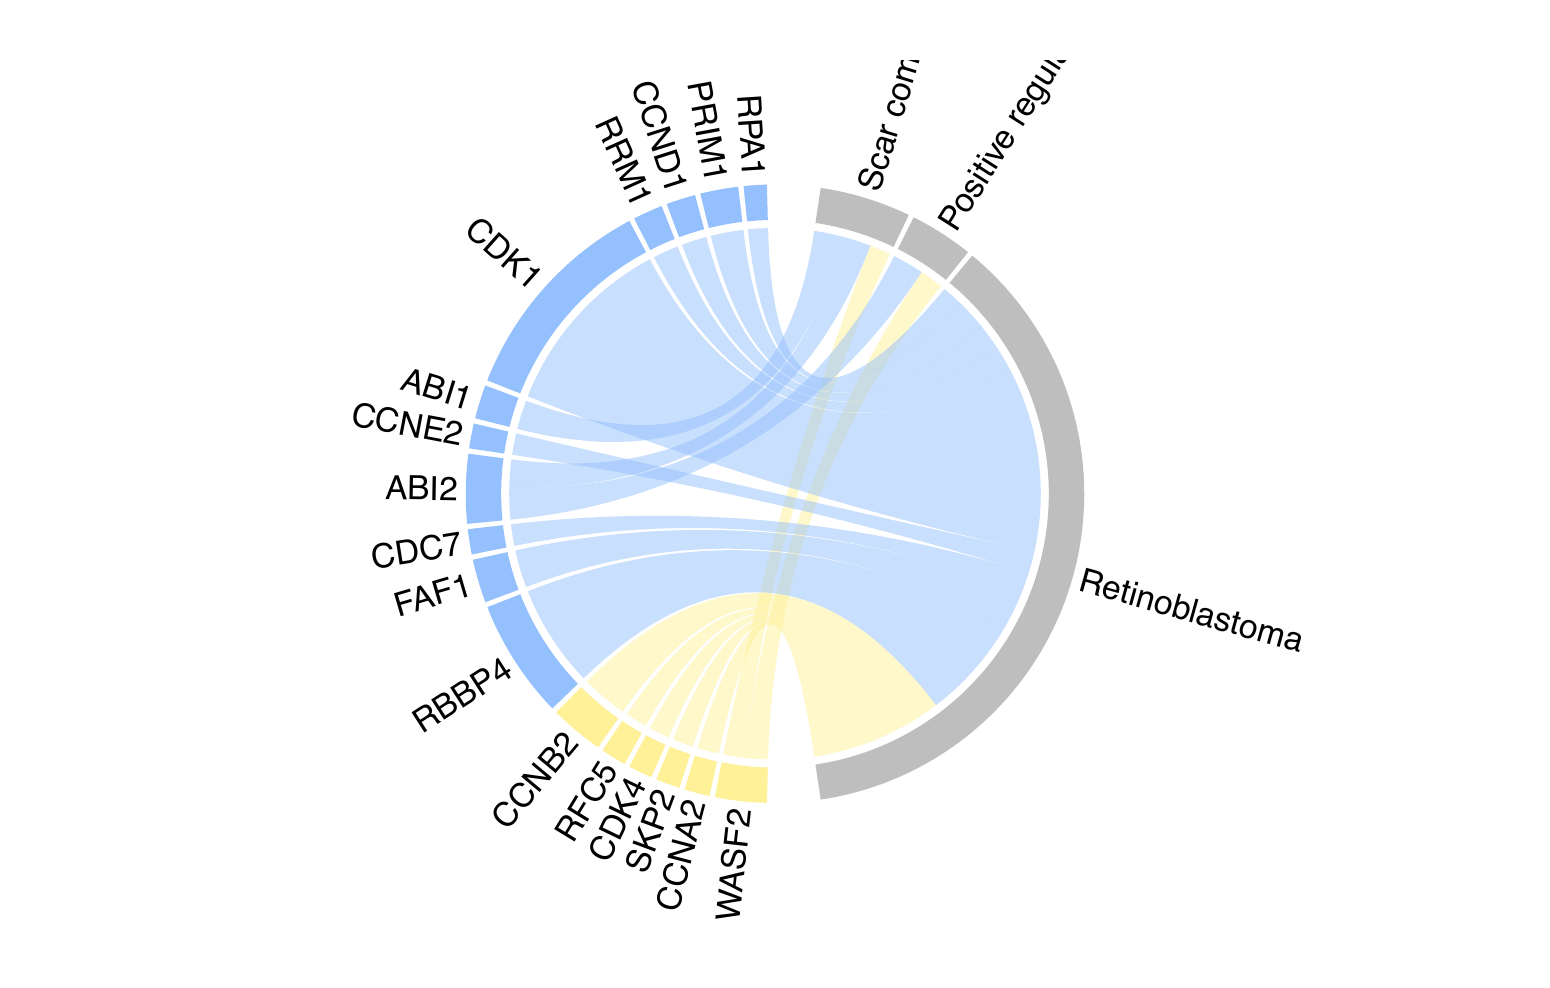 RPA1
PRIM1
CCND1
RRM1
CDK1
ABI1
CCNE2
ABI2
CDC7
FAF1
RBBP4
CCNB2
RFC5
CDK4
SKP2
CCNA2
WASF2
Scar com
Positive regul
Retinoblastoma